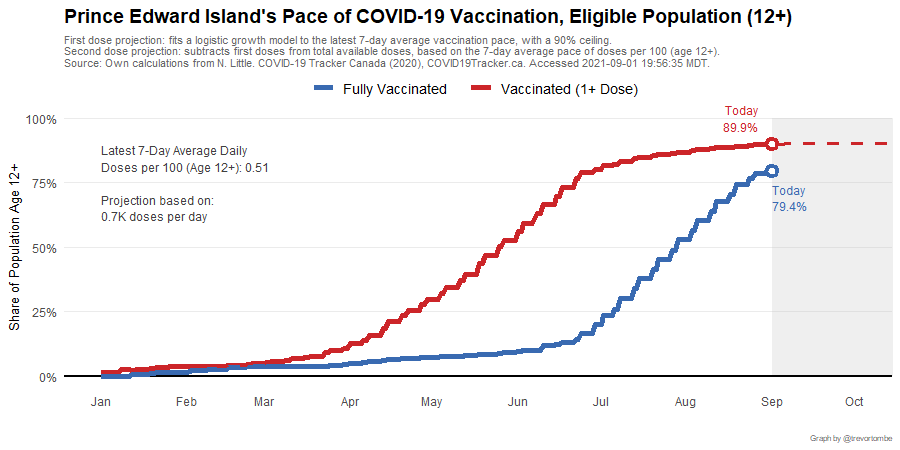 Prince Edward Island's Pace of COVID-19 Vaccination, Eligible Population (12+)
First dose projection: fits a logistic growth model to the latest 7-day average vaccination pace, with a 90% ceiling.
Second dose projection: subtracts first doses from total available doses, based on the 7-day average pace of doses per 100 (age 12+).
Source: Own calculations from N. Little. COVID-19 Tracker Canada (2020), COVID19Tracker.ca. Accessed 2021-09-01 19:56:35 MDT.
Fully Vaccinated
Vaccinated (1+ Dose)
Today
89.9%
Latest 7-Day Average Daily
Doses per 100 (Age 12+): 0.51
Projection based on:
0.7K doses per day
Today
79.4%
Share of Population Age 12+
100%
75%
50%
25%
0%
Jan Feb Mar Apr May Jun Jul Aug Sep Oct
Graph by @trevortombe